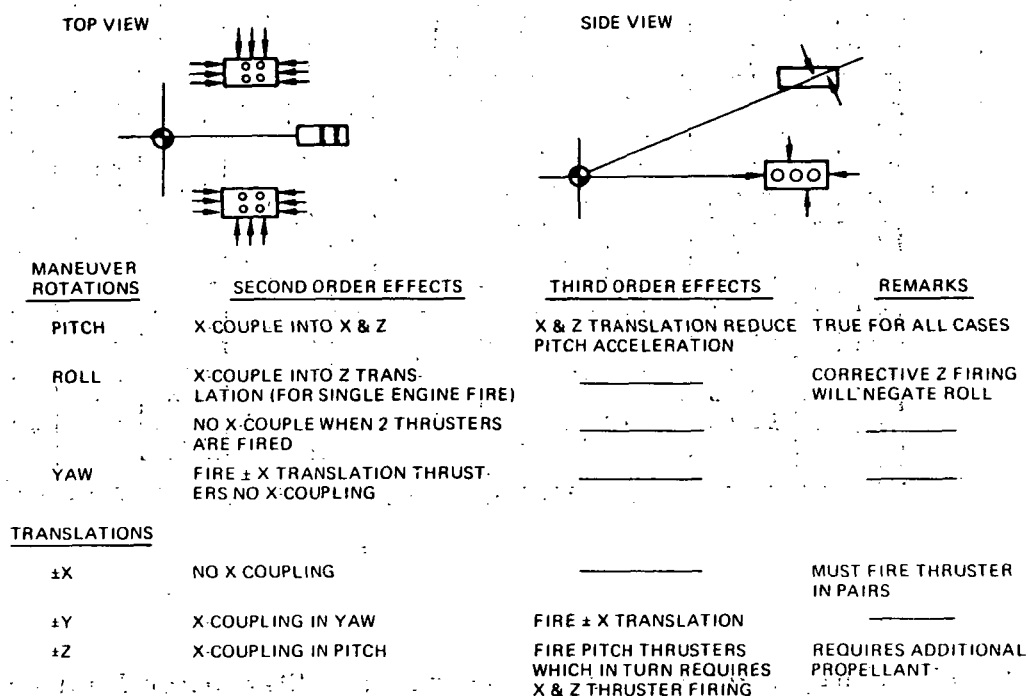 TOP VIEW
SIDE VIEW
MANEUVER
ROTATIONS
SECOND ORDER EFFECTS
THIRD ORDER EFFECTS
REMARKS
PITCH
X-COUPLE INTO X & Z
X & Z TRANSLATION REDUCE
PITCH ACCELERATION
TRUE FOR ALL CASES
ROLL
X-COUPLE INTO Z TRANS-
LATION (FOR SINGLE ENGINE FIRE)
CORRECTIVE Z FIRING
WILL NEGATE ROLL
NO X-COUPLE WHEN 2 THRUSTERS
ARE FIRED
YAW
FIRE ± X TRANSLATION THRUST-
ERS NO X-COUPLING
TRANSLATIONS
±X
NO X COUPLING
MUST FIRE THRUSTER
IN PAIRS
±Y
X-COUPLING IN YAW
FIRE ± X TRANSLATION
±Z
X-COUPLING IN PITCH
FIRE PITCH THRUSTERS
WHICH IN TURN REQUIRES
X & Z THRUSTER FIRING
REQUIRES ADDITIONAL
PROPELLANT